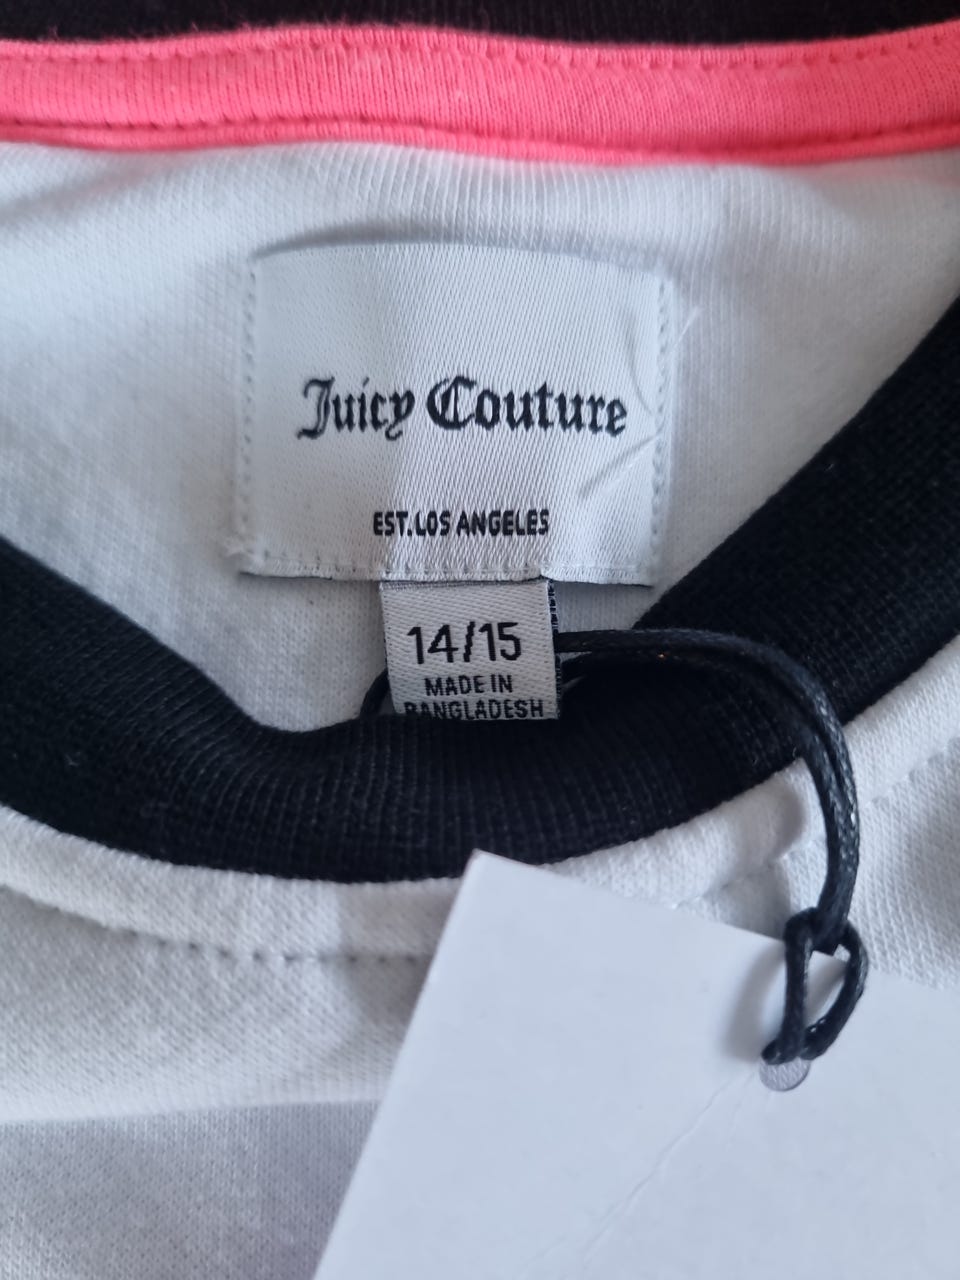 Juicy Couture
EST. LOS ANGELES
14/15
MADE IN
BANGLADESH